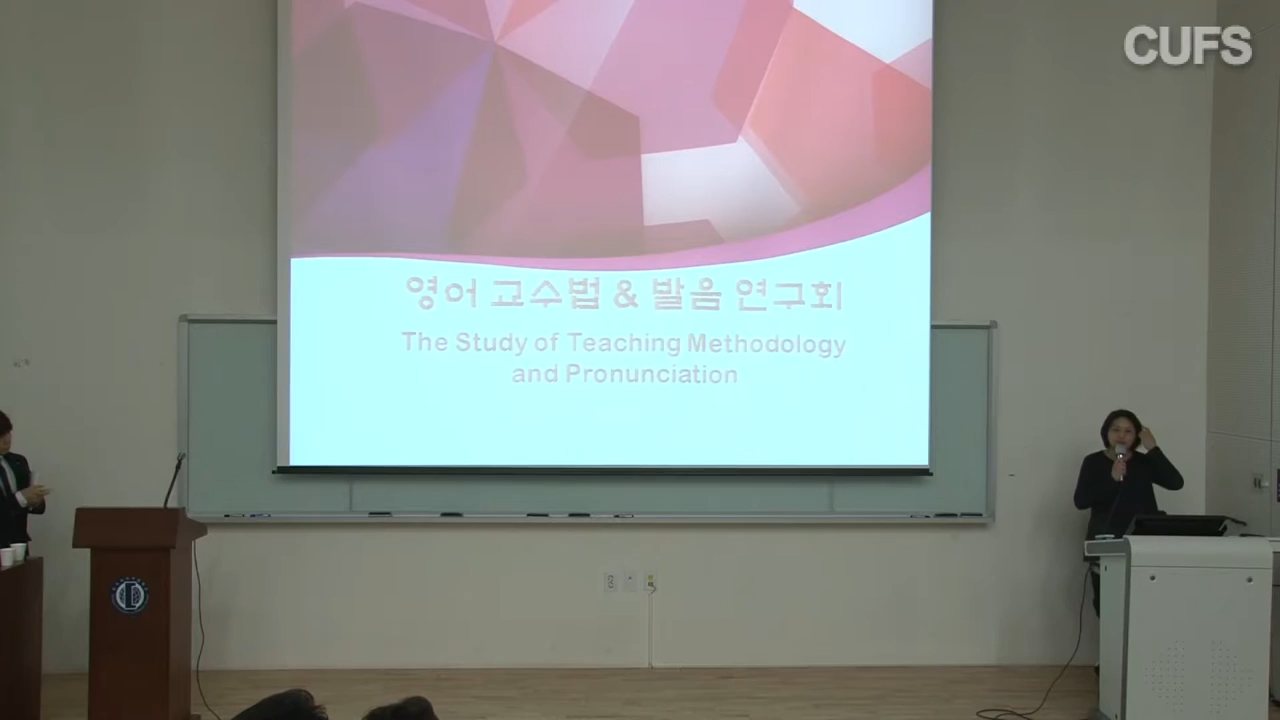 CUFS
영어 교수법 & 발음 연구회
The Study of Teaching Methodology
and Pronunciation